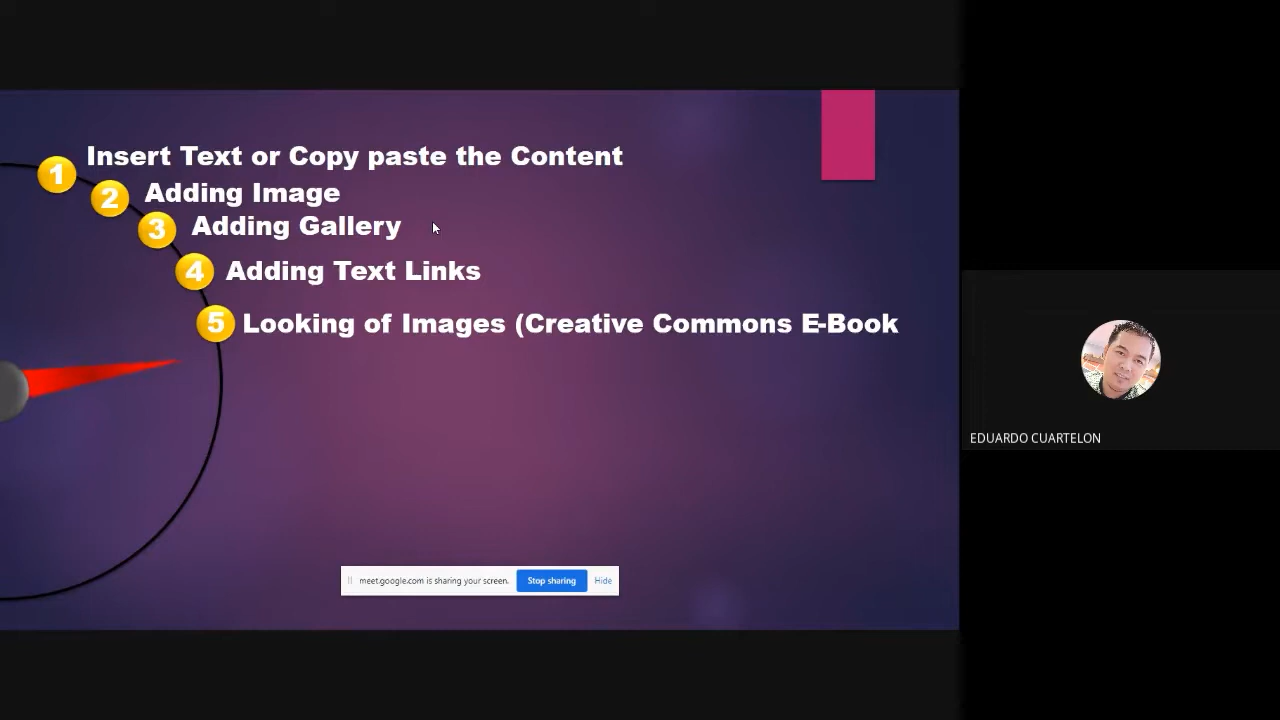 1 Insert Text or Copy paste the Content
2 Adding Image
3 Adding Gallery
4 Adding Text Links
5 Looking of Images (Creative Commons E-Book
EDUARDO CUARTELON
meet.google.com is sharing your screen. Stop sharing Hide